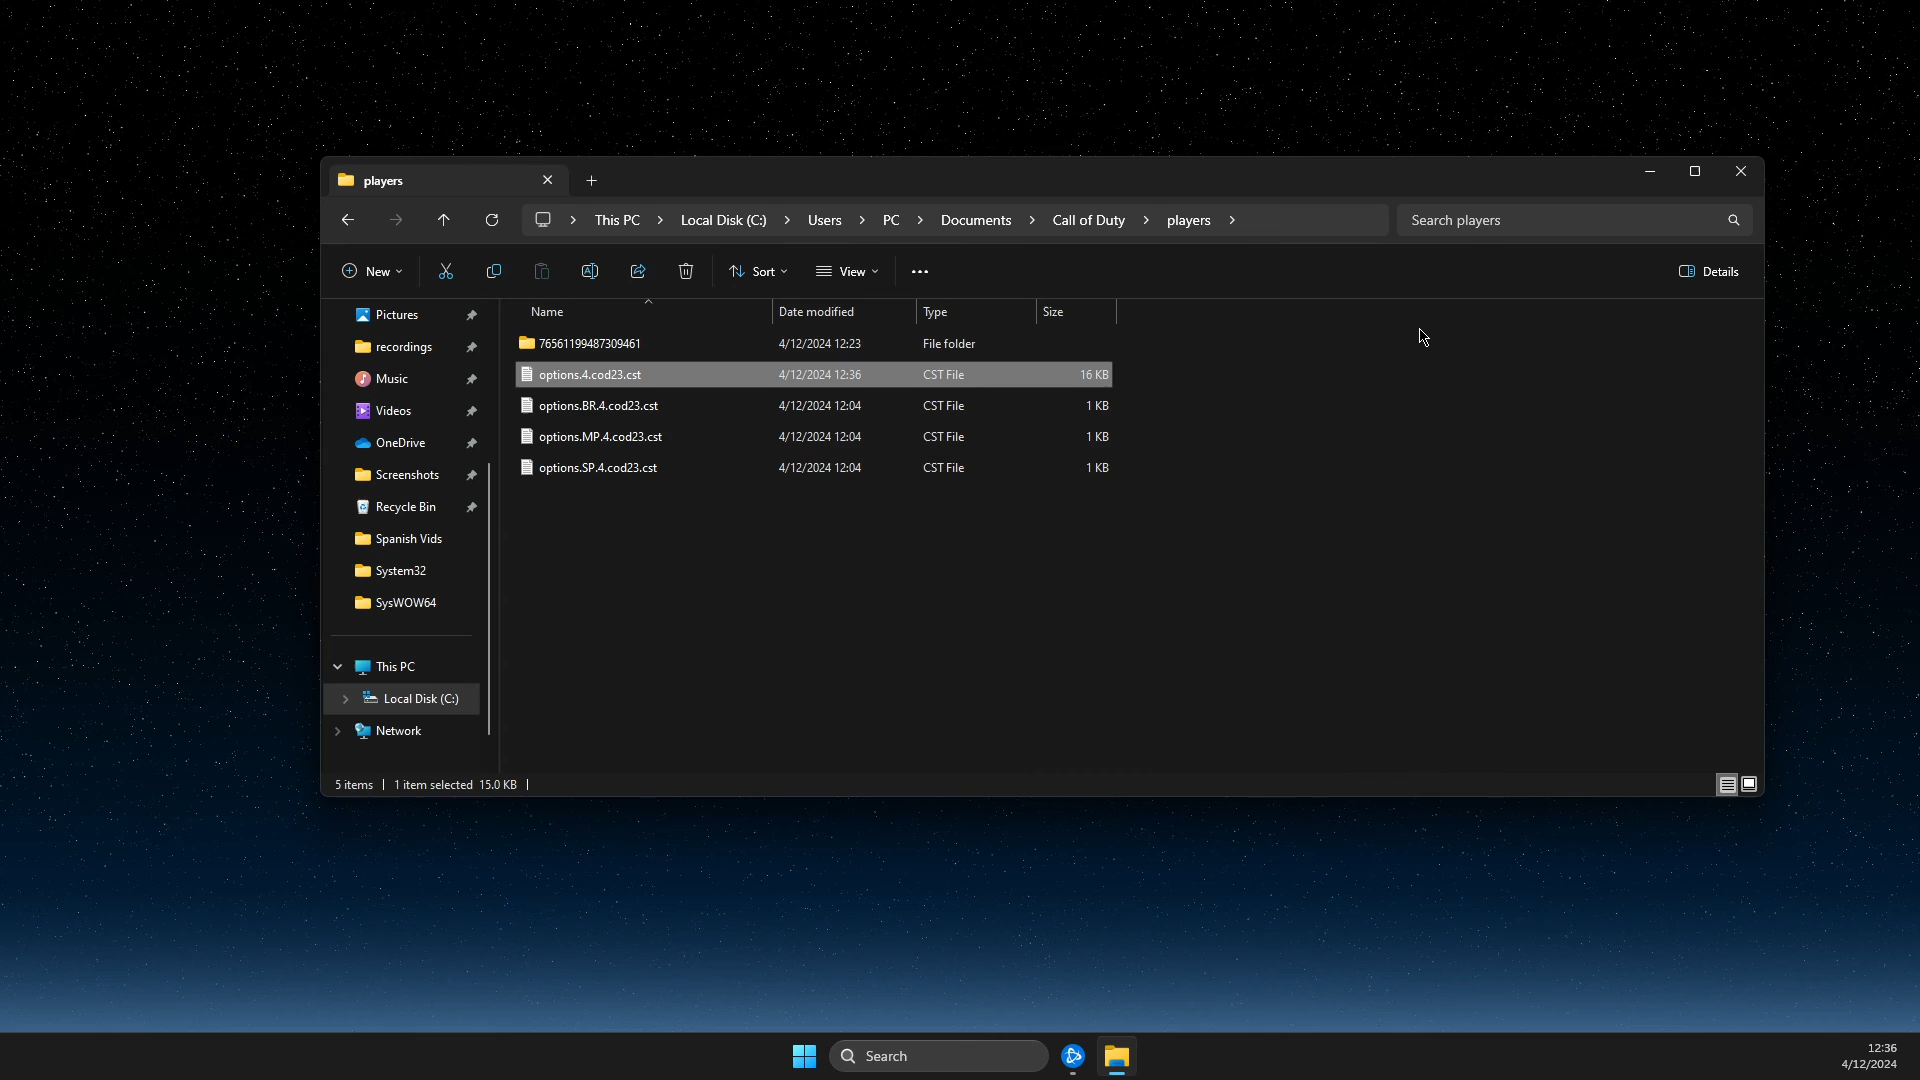 players
This PC Local Disk (C:) Users PC Documents Call of Duty players
Search players
New Sort View Details
Name Date modified Type Size
76561199487309461 4/12/2024 12:23 File folder
options.4.cod23.cst 4/12/2024 12:36 CST File 16 KB
options.BR.4.cod23.cst 4/12/2024 12:04 CST File 1 KB
options.MP.4.cod23.cst 4/12/2024 12:04 CST File 1 KB
options.SP.4.cod23.cst 4/12/2024 12:04 CST File 1 KB
Pictures
recordings
Music
Videos
OneDrive
Screenshots
Recycle Bin
Spanish Vids
System32
SysWOW64
This PC
Local Disk (C:)
Network
5 items 1 item selected 15.0 KB
Search
12:36
4/12/2024